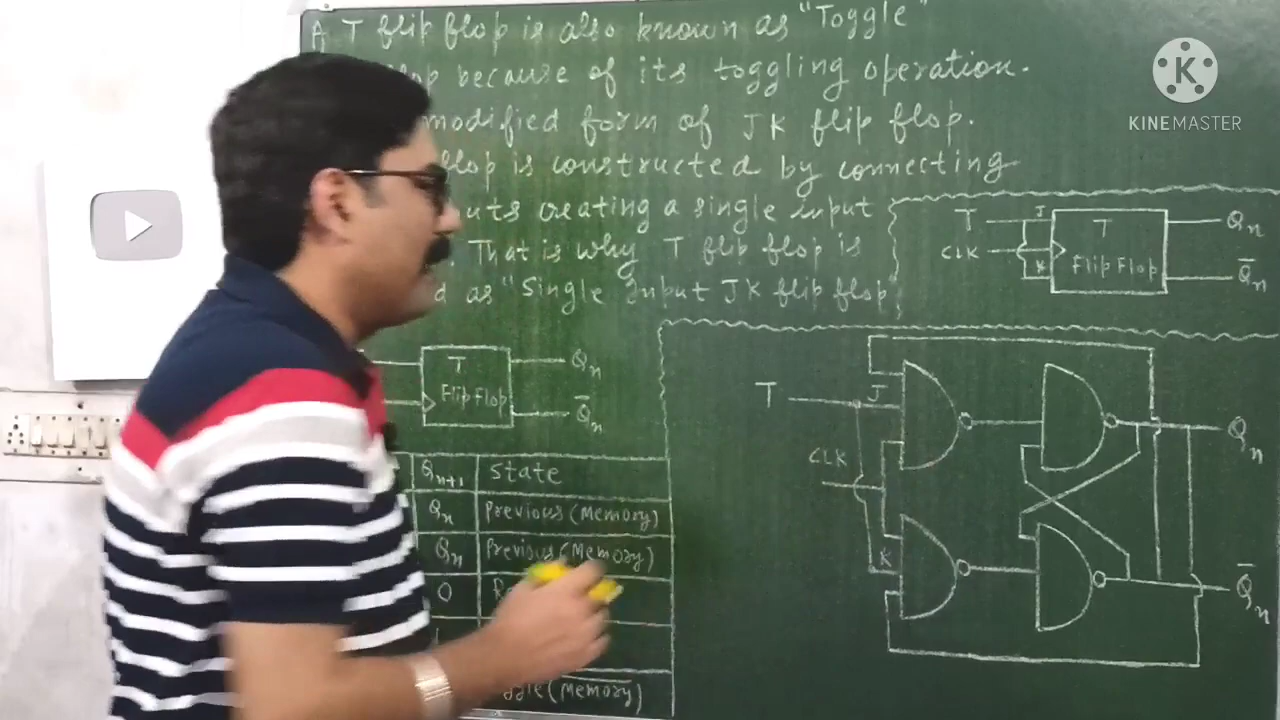 A T flip flop is also known as "Toggle"
because of its toggling operation.
modified form of JK flip flop.
flop is constructed by connecting
creating a single input
That is why T flip flop is
as "Single Input JK flip flop"
K
KINEMASTER
T J T Qn
CLK Flip Flop
K Q̅n
T Qn
Flip Flop
Q̅n
Qn+1 State
Qn Previous (Memory)
Qn Previous (Memory)
0
(Memory)
T J
Qn
CLK
K
Q̅n